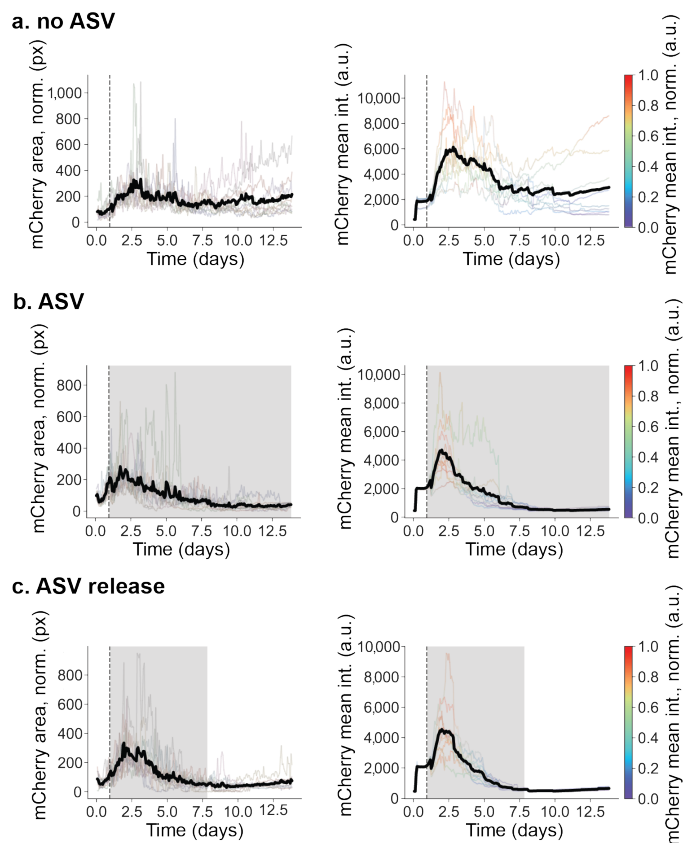 a. no ASV
mCherry area, norm. (px)
1,000
800
600
400
200
0
0.0 2.5 5.0 7.5 10.0 12.5
Time (days)
mCherry mean int. (a.u.)
10,000
8,000
6,000
4,000
2,000
0
0.0 2.5 5.0 7.5 10.0 12.5
Time (days)
1.0
0.8
0.6
0.4
0.2
0.0
mCherry mean int., norm. (a.u.)
b. ASV
mCherry area, norm. (px)
800
600
400
200
0
0.0 2.5 5.0 7.5 10.0 12.5
Time (days)
mCherry mean int. (a.u.)
10,000
8,000
6,000
4,000
2,000
0
0.0 2.5 5.0 7.5 10.0 12.5
Time (days)
1.0
0.8
0.6
0.4
0.2
0.0
mCherry mean int., norm. (a.u.)
c. ASV release
mCherry area, norm. (px)
800
600
400
200
0
0.0 2.5 5.0 7.5 10.0 12.5
Time (days)
mCherry mean int. (a.u.)
10,000
8,000
6,000
4,000
2,000
0
0.0 2.5 5.0 7.5 10.0 12.5
Time (days)
1.0
0.8
0.6
0.4
0.2
0.0
mCherry mean int., norm. (a.u.)